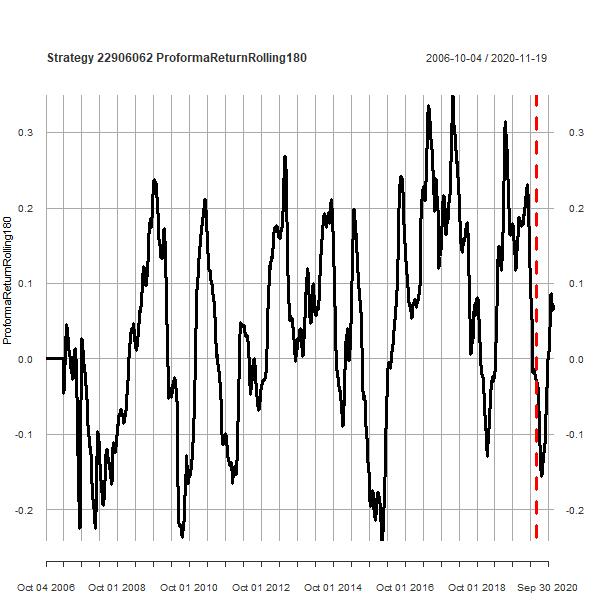 Strategy 22906062 ProformaReturnRolling180
2006-10-04 / 2020-11-19
0.3 0.3
0.2 0.2
0.1 0.1
0.0 0.0
-0.1 -0.1
-0.2 -0.2
ProformaReturnRolling180
Oct 04 2006 Oct 01 2008 Oct 01 2010 Oct 01 2012 Oct 01 2014 Oct 01 2016 Oct 01 2018 Sep 30 2020